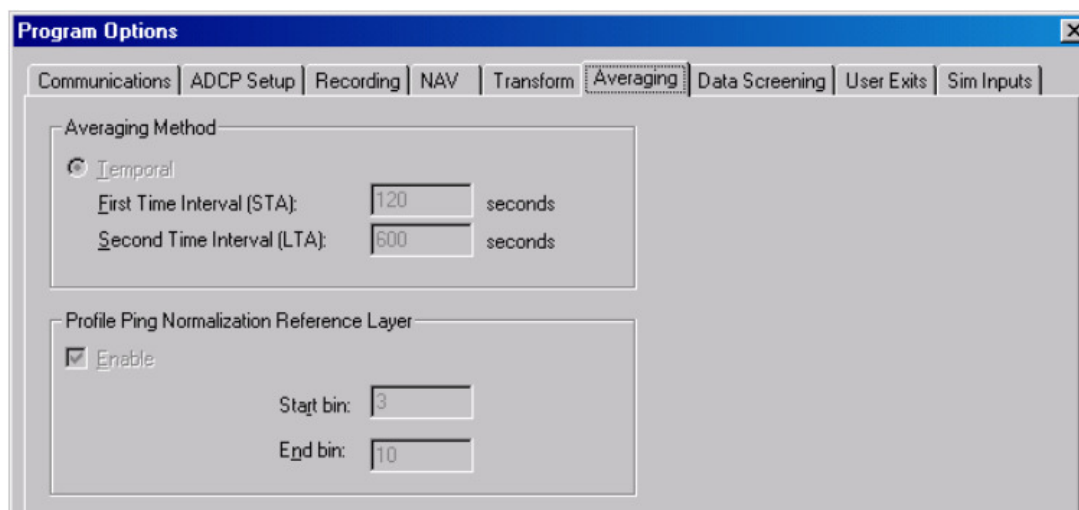 Program Options
Communications ADCP Setup Recording NAV Transform Averaging Data Screening User Exits Sim Inputs
Averaging Method
Temporal
First Time Interval (STA): 120 seconds
Second Time Interval (LTA): 600 seconds
Profile Ping Normalization Reference Layer
Enable
Start bin: 3
End bin: 10